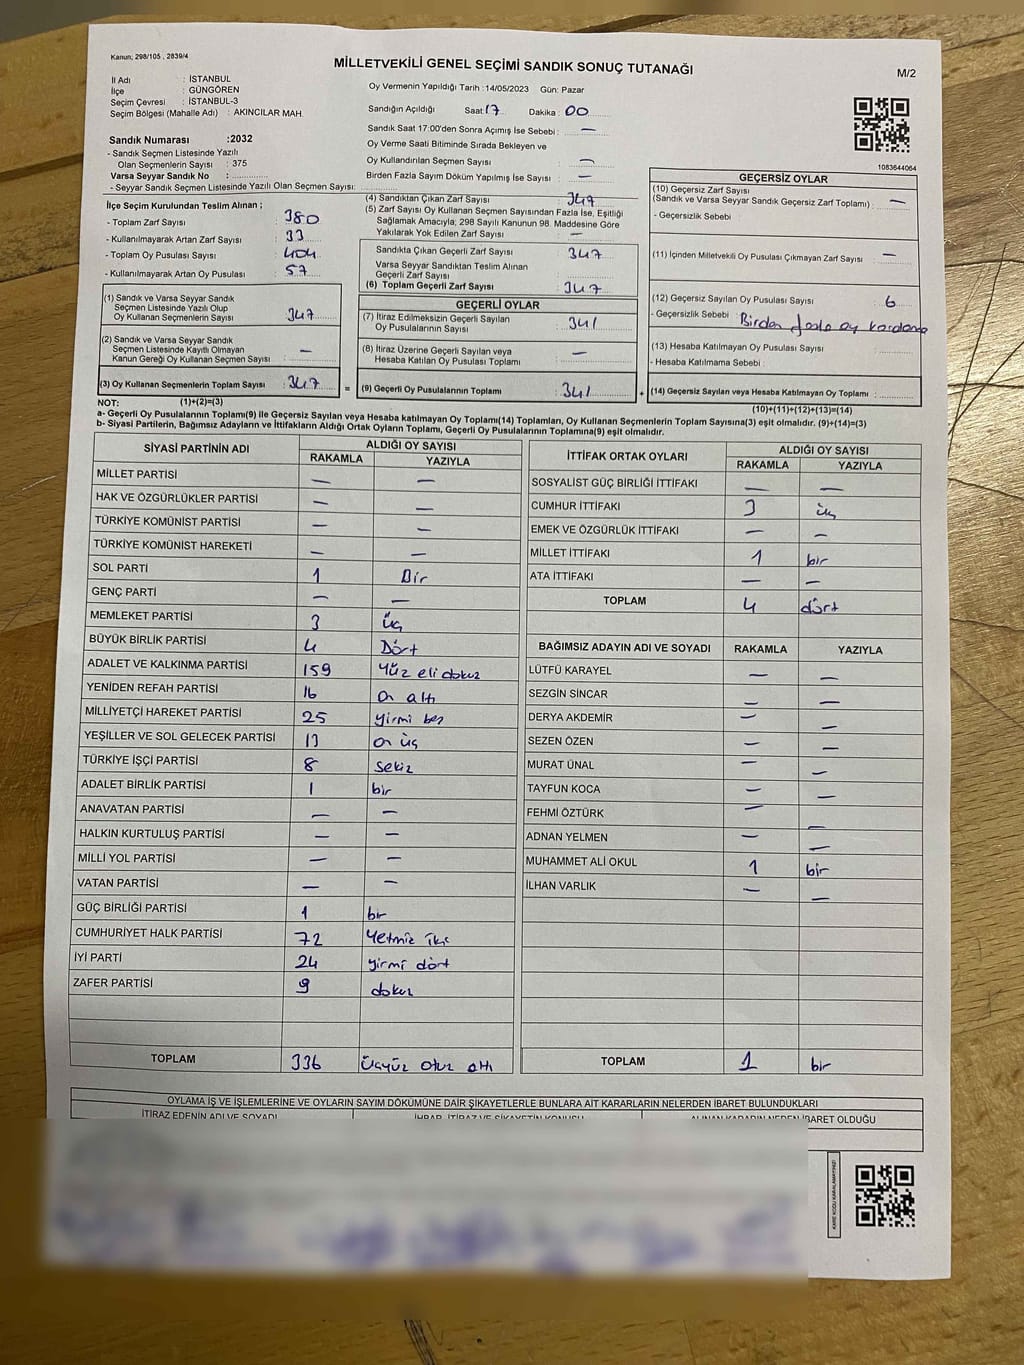 Kanun; 298/105 , 2839/4
MİLLETVEKİLİ GENEL SEÇİMİ SANDIK SONUÇ TUTANAĞI
M/2
İl Adı : İSTANBUL
İlçe : GÜNGÖREN
Seçim Çevresi : İSTANBUL-3
Seçim Bölgesi (Mahalle Adı) : AKINCILAR MAH.
Sandık Numarası :2032
- Sandık Seçmen Listesinde Yazılı
Olan Seçmenlerin Sayısı : 375
Varsa Seyyar Sandık No :
- Seyyar Sandık Seçmen Listesinde Yazılı Olan Seçmen Sayısı:
Oy Vermenin Yapıldığı Tarih :14/05/2023 Gün: Pazar
Sandığın Açıldığı Saat:17 Dakika : 00
Sandık Saat 17:00'den Sonra Açımış İse Sebebi : —
Oy Verme Saati Bitiminde Sırada Bekleyen ve
Oy Kullandırılan Seçmen Sayısı : —
Birden Fazla Sayım Döküm Yapılmış İse Sayısı : —
1083644064
İlçe Seçim Kurulundan Teslim Alınan ;
- Toplam Zarf Sayısı : 380
- Kullanılmayarak Artan Zarf Sayısı : 33
- Toplam Oy Pusulası Sayısı : 404
- Kullanılmayarak Artan Oy Pusulası : 57
(1) Sandık ve Varsa Seyyar Sandık
Seçmen Listesinde Yazılı Olup
Oy Kullanan Seçmenlerin Sayısı : 347
(2) Sandık ve Varsa Seyyar Sandık
Seçmen Listesinde Kayıtlı Olmayan
Kanun Gereği Oy Kullanan Seçmen Sayısı : —
(3) Oy Kullanan Seçmenlerin Toplam Sayısı : 347
(4) Sandıktan Çıkan Zarf Sayısı : 347
(5) Zarf Sayısı Oy Kullanan Seçmen Sayısından Fazla İse, Eşitliği
Sağlamak Amacıyla; 298 Sayılı Kanunun 98. Maddesine Göre
Yakılarak Yok Edilen Zarf Sayısı : —
Sandıkta Çıkan Geçerli Zarf Sayısı : 347
Varsa Seyyar Sandıktan Teslim Alınan
Geçerli Zarf Sayısı :
(6) Toplam Geçerli Zarf Sayısı : 347
GEÇERLİ OYLAR
(7) İtiraz Edilmeksizin Geçerli Sayılan
Oy Pusulasının Sayısı : 341
(8) İtiraz Üzerine Geçerli Sayılan veya
Hesaba Katılan Oy Pusulası Toplamı : —
= (9) Geçerli Oy Pusulalarının Toplamı : 341
GEÇERSİZ OYLAR
(10) Geçersiz Zarf Sayısı
(Sandık ve Varsa Seyyar Sandık Geçersiz Zarf Toplamı) : —
- Geçersizlik Sebebi :
(11) İçinden Milletvekili Oy Pusulası Çıkmayan Zarf Sayısı : —
(12) Geçersiz Sayılan Oy Pusulası Sayısı : 6
- Geçersizlik Sebebi : Birden fazla oy
(13) Hesaba Katılmayan Oy Pusulası Sayısı :
- Hesaba Katılmama Sebebi :
+ (14) Geçersiz Sayılan veya Hesaba Katılmayan Oy Toplamı :
NOT: (1)+(2)=(3) (10)+(11)+(12)+(13)=(14)
a- Geçerli Oy Pusulalarının Toplamı(9) ile Geçersiz Sayılan veya Hesaba katılmayan Oy Toplamı(14) Toplamları, Oy Kullanan Seçmenlerin Toplam Sayısına(3) eşit olmalıdır. (9)+(14)=(3)
b- Siyasi Partilerin, Bağımsız Adayların ve İttifakların Aldığı Ortak Oyların Toplamı, Geçerli Oy Pusulalarının Toplamına(9) eşit olmalıdır.
SİYASİ PARTİNİN ADI ALDIĞI OY SAYISI
RAKAMLA YAZIYLA
MİLLET PARTİSİ — —
HAK VE ÖZGÜRLÜKLER PARTİSİ — —
TÜRKİYE KOMÜNİST PARTİSİ — —
TÜRKİYE KOMÜNİST HAREKETİ — —
SOL PARTİ 1 Bir
GENÇ PARTİ — —
MEMLEKET PARTİSİ 3 Üç
BÜYÜK BİRLİK PARTİSİ 4 Dört
ADALET VE KALKINMA PARTİSİ 159 Yüz eli dokuz
YENİDEN REFAH PARTİSİ 16 On altı
MİLLİYETÇİ HAREKET PARTİSİ 25 yirmi beş
YEŞİLLER VE SOL GELECEK PARTİSİ 13 on üç
TÜRKİYE İŞÇİ PARTİSİ 8 sekiz
ADALET BİRLİK PARTİSİ 1 bir
ANAVATAN PARTİSİ — —
HALKIN KURTULUŞ PARTİSİ — —
MİLLİ YOL PARTİSİ — —
VATAN PARTİSİ — —
GÜÇ BİRLİĞİ PARTİSİ 1 bir
CUMHURİYET HALK PARTİSİ 72 Yetmiş iki
İYİ PARTİ 24 yirmi dört
ZAFER PARTİSİ 9 dokuz
TOPLAM 336 Üçyüz otuz altı
İTTİFAK ORTAK OYLARI ALDIĞI OY SAYISI
RAKAMLA YAZIYLA
SOSYALİST GÜÇ BİRLİĞİ İTTİFAKI — —
CUMHUR İTTİFAKI 3 üç
EMEK VE ÖZGÜRLÜK İTTİFAKI — —
MİLLET İTTİFAKI 1 bir
ATA İTTİFAKI — —
TOPLAM 4 dört
BAĞIMSIZ ADAYIN ADI VE SOYADI RAKAMLA YAZIYLA
LÜTFÜ KARAYEL — —
SEZGİN SİNCAR — —
DERYA AKDEMİR — —
SEZEN ÖZEN — —
MURAT ÜNAL — —
TAYFUN KOCA — —
FEHMİ ÖZTÜRK — —
ADNAN YELMEN — —
MUHAMMET ALİ OKUL 1 bir
İLHAN VARLIK — —
TOPLAM 1 bir
OYLAMA İŞ VE İŞLEMLERİNE VE OYLARIN SAYIM DÖKÜMÜNE DAİR ŞİKAYETLERLE BUNLARA AİT KARARLARIN NELERDEN İBARET BULUNDUKLARI
İTİRAZ EDENİN ADI VE SOYADI İHBAR, İTİRAZ VE ŞİKAYETİN KONUSU ALINAN KARARIN NEDEN İBARET OLDUĞU
KARE KODU KARALAMAYINIZ!